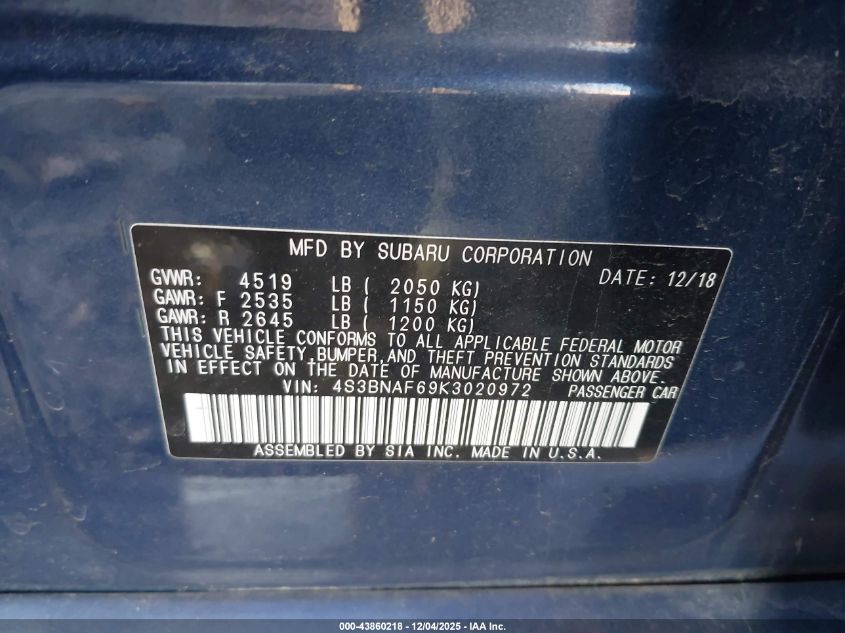 MFD BY SUBARU CORPORATION
GVWR: 4519 LB ( 2050 KG) DATE: 12/18
GAWR: F 2535 LB ( 1150 KG)
GAWR: R 2645 LB ( 1200 KG)
THIS VEHICLE CONFORMS TO ALL APPLICABLE FEDERAL MOTOR
VEHICLE SAFETY, BUMPER, AND THEFT PREVENTION STANDARDS
IN EFFECT ON THE DATE OF MANUFACTURE SHOWN ABOVE.
VIN: 4S3BNAF69K3020972 PASSENGER CAR
ASSEMBLED BY SIA INC. MADE IN U.S.A.
000-43860218 - 12/04/2025 - IAA Inc.